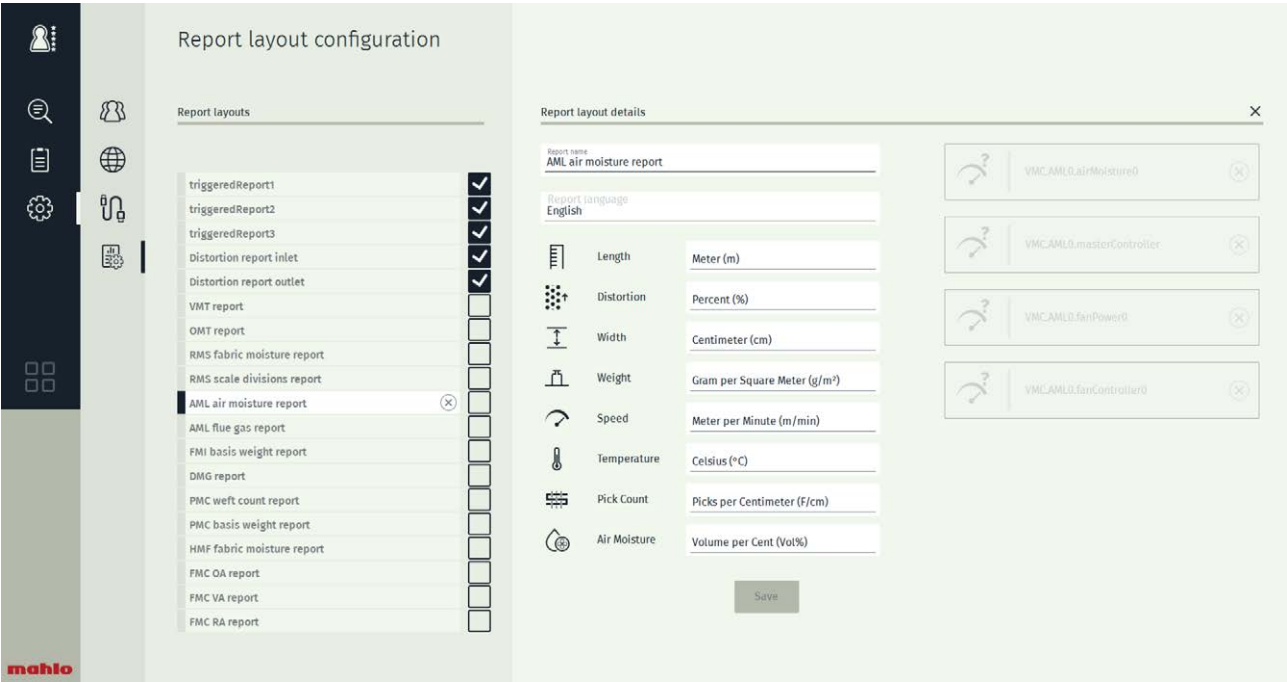 Report layout configuration
Report layouts
triggeredReport1
triggeredReport2
triggeredReport3
Distortion report inlet
Distortion report outlet
VMT report
OMT report
RMS fabric moisture report
RMS scale divisions report
AML air moisture report
AML flue gas report
FMI basis weight report
DMG report
PMC weft count report
PMC basis weight report
HMF fabric moisture report
FMC OA report
FMC VA report
FMC RA report
Report layout details
Report name
AML air moisture report
Report language
English
Length
Meter (m)
Distortion
Percent (%)
Width
Centimeter (cm)
Weight
Gram per Square Meter (g/m²)
Speed
Meter per Minute (m/min)
Temperature
Celsius (°C)
Pick Count
Picks per Centimeter (F/cm)
Air Moisture
Volume per Cent (Vol%)
Save
VMC.AML0.airMoisture0
VMC.AML0.masterController
VMC.AML0.fanPower0
VMC.AML0.fanController0
mahlo